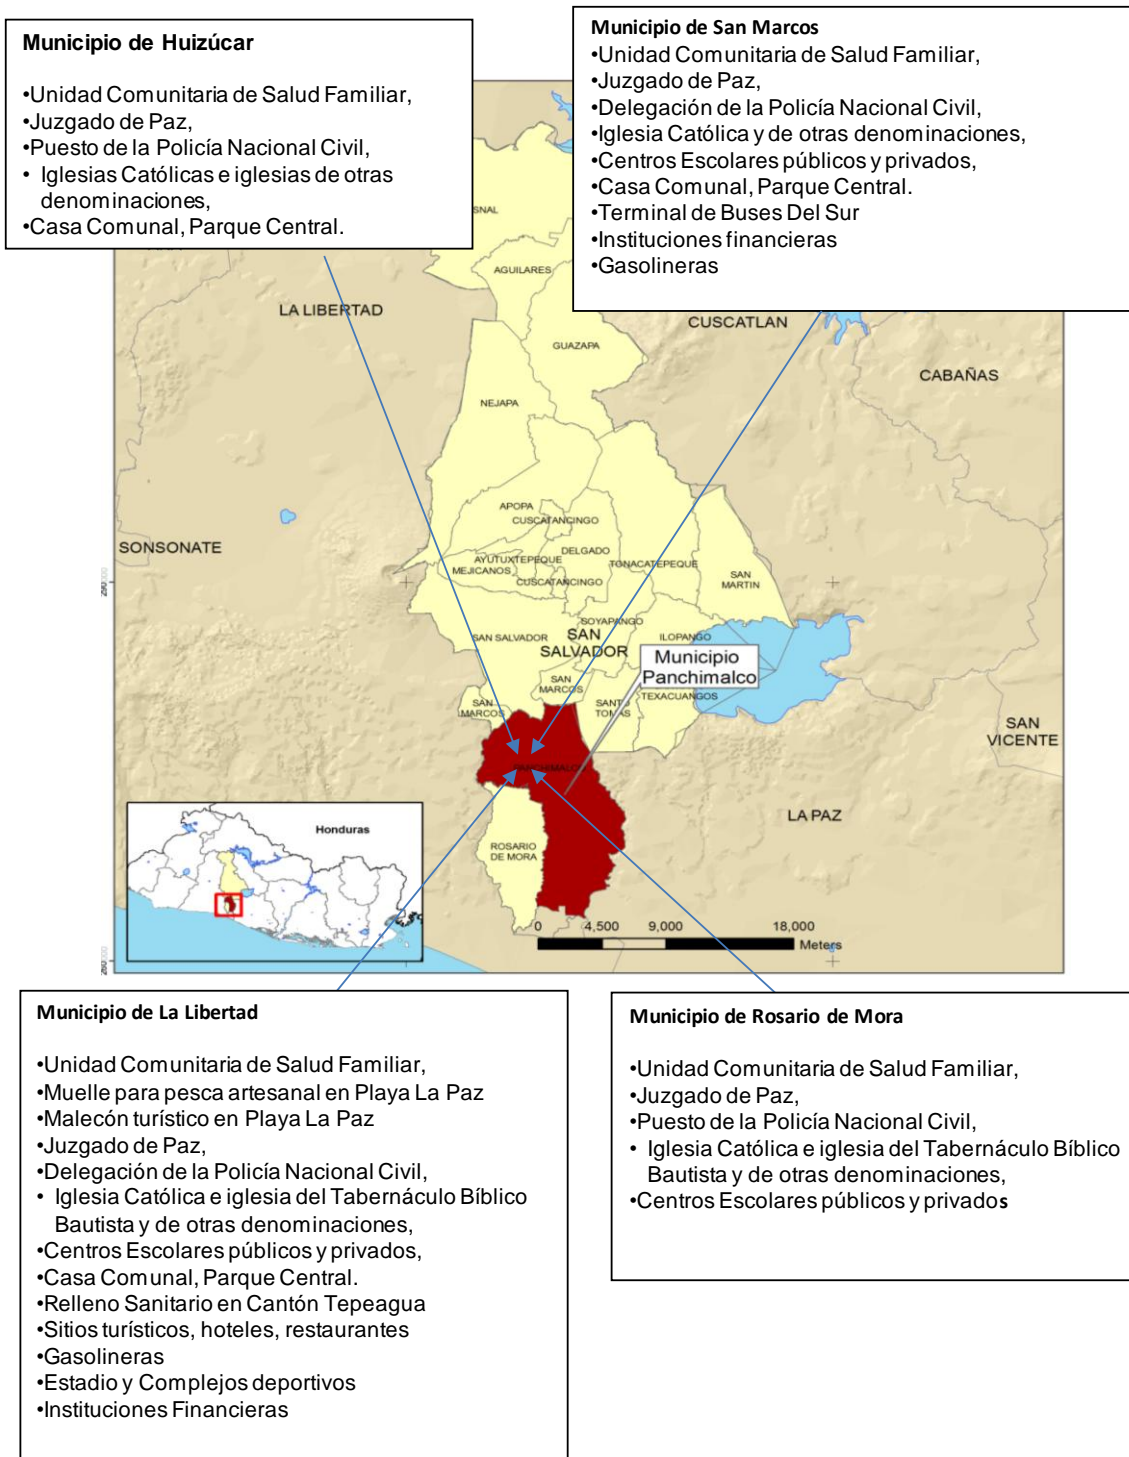 Municipio de Huizúcar
•Unidad Comunitaria de Salud Familiar,
•Juzgado de Paz,
•Puesto de la Policía Nacional Civil,
• Iglesias Católicas e iglesias de otras
denominaciones,
•Casa Comunal, Parque Central.
Municipio de San Marcos
•Unidad Comunitaria de Salud Familiar,
•Juzgado de Paz,
•Delegación de la Policía Nacional Civil,
•Iglesia Católica y de otras denominaciones,
•Centros Escolares públicos y privados,
•Casa Comunal, Parque Central.
•Terminal de Buses Del Sur
•Instituciones financieras
•Gasolineras
SNAL
AGUILARES
LA LIBERTAD
CUSCATLAN
GUAZAPA
CABAÑAS
NEJAPA
APOPA
CUSCATANCINGO
SONSONATE
AYUTUXTEPEQUE
DELGADO
MEJICANOS
TONACATEPEQUE
CUSCATANCINGO
SAN
MARTIN
SOYAPANGO
SAN SALVADOR
SAN
SALVADOR
ILOPANGO
Municipio
Panchimalco
SAN
MARCOS
SAN
MARCOS
SANTO
TOMAS
TEXACUANGOS
SAN
VICENTE
PANCHIMALCO
LA PAZ
ROSARIO
DE MORA
Honduras
0 4,500 9,000 18,000
Meters
Municipio de La Libertad
•Unidad Comunitaria de Salud Familiar,
•Muelle para pesca artesanal en Playa La Paz
•Malecón turístico en Playa La Paz
•Juzgado de Paz,
•Delegación de la Policía Nacional Civil,
• Iglesia Católica e iglesia del Tabernáculo Bíblico
Bautista y de otras denominaciones,
•Centros Escolares públicos y privados,
•Casa Comunal, Parque Central.
•Relleno Sanitario en Cantón Tepeagua
•Sitios turísticos, hoteles, restaurantes
•Gasolineras
•Estadio y Complejos deportivos
•Instituciones Financieras
Municipio de Rosario de Mora
•Unidad Comunitaria de Salud Familiar,
•Juzgado de Paz,
•Puesto de la Policía Nacional Civil,
• Iglesia Católica e iglesia del Tabernáculo Bíblico
Bautista y de otras denominaciones,
•Centros Escolares públicos y privados